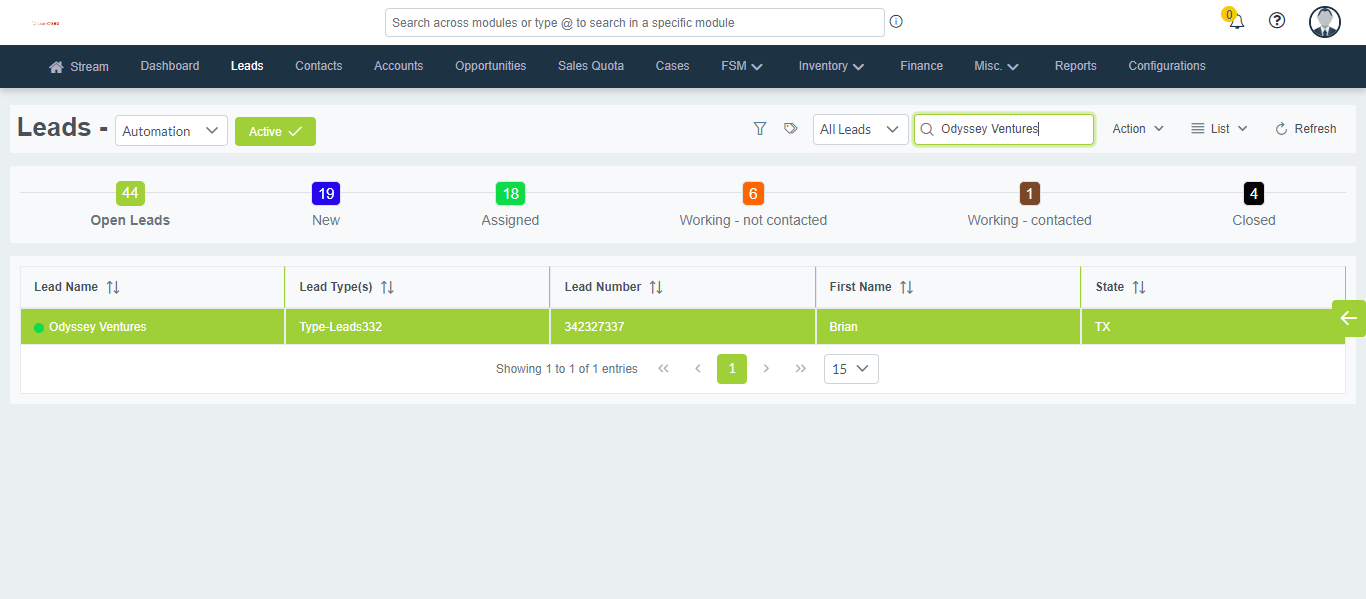 Search across modules or type @ to search in a specific module
0
Stream Dashboard Leads Contacts Accounts Opportunities Sales Quota Cases FSM Inventory Finance Misc. Reports Configurations
Leads - Automation Active All Leads Odyssey Ventures Action List Refresh
44 19 18 6 1 4
Open Leads New Assigned Working - not contacted Working - contacted Closed
Lead Name Lead Type(s) Lead Number First Name State
Odyssey Ventures Type-Leads332 342327337 Brian TX
Showing 1 to 1 of 1 entries 1 15